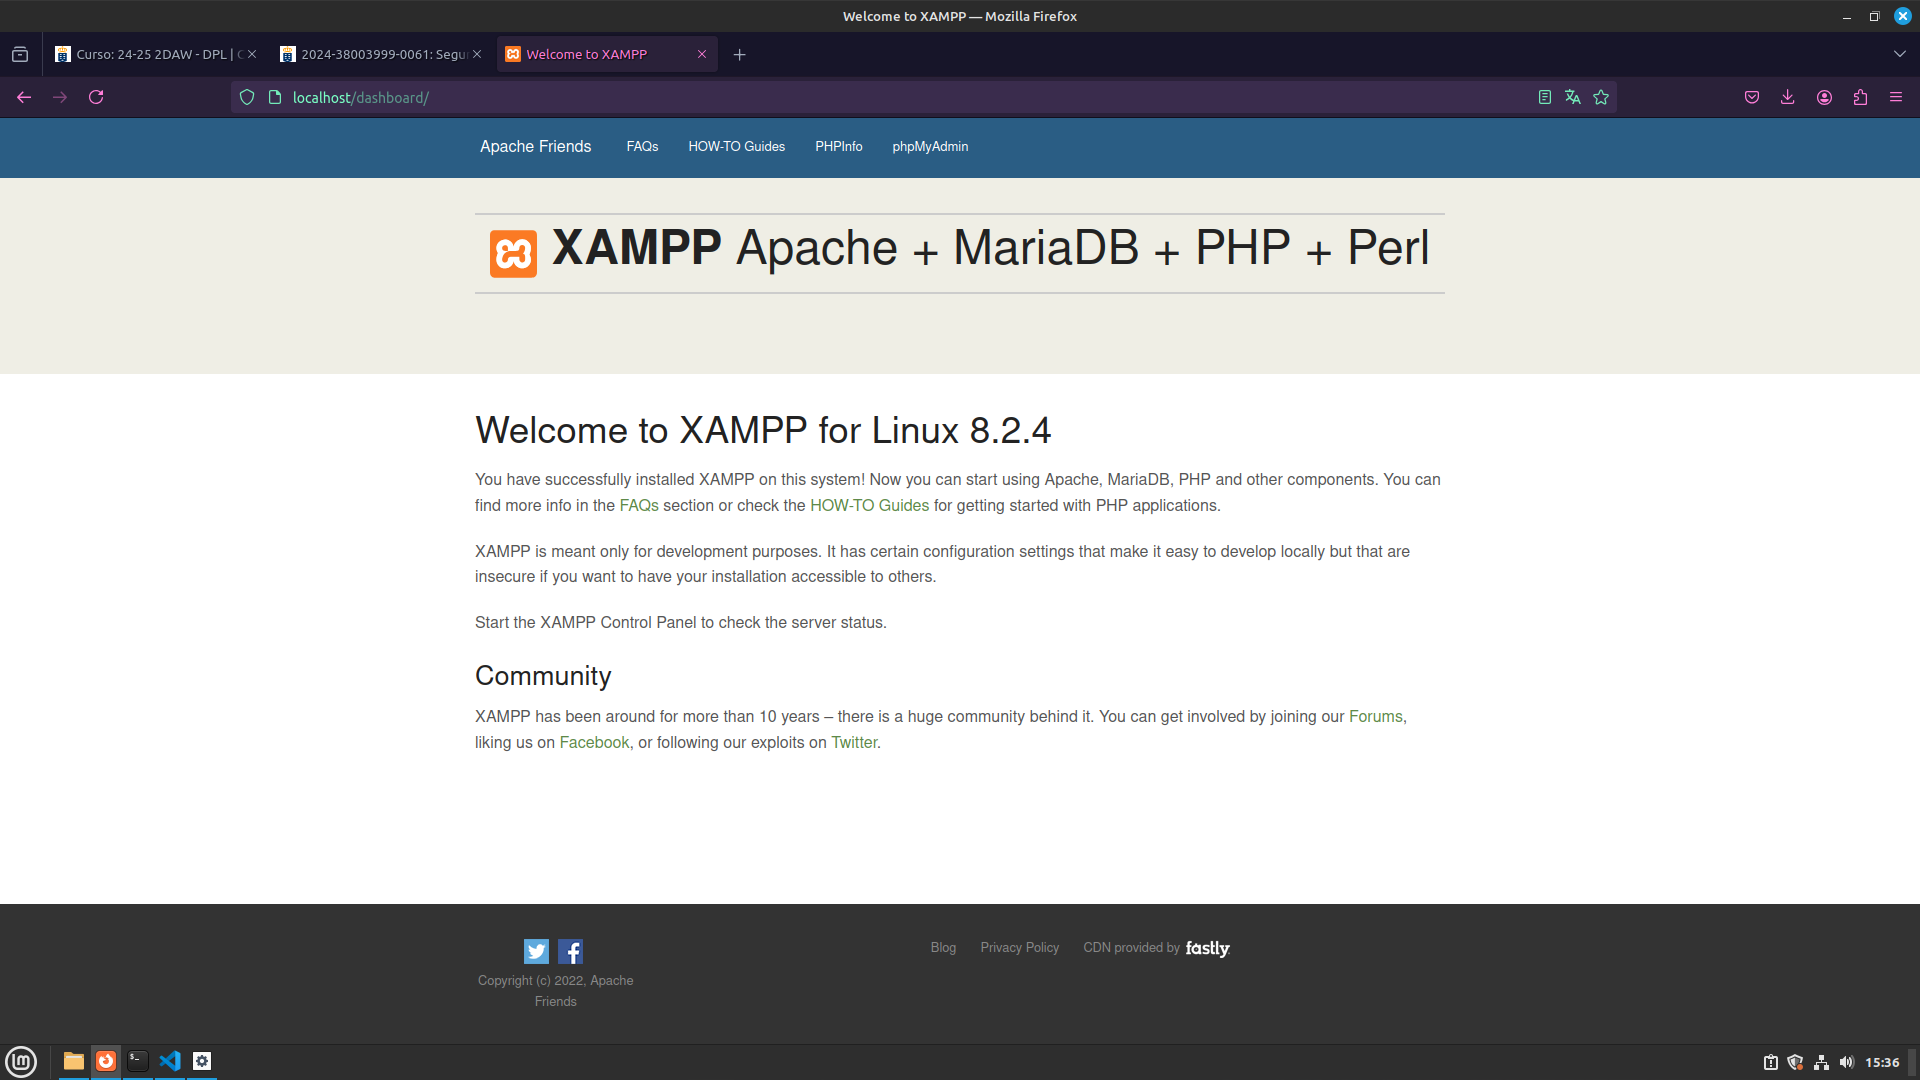 Welcome to XAMPP — Mozilla Firefox
Curso: 24-25 2DAW - DPL |
2024-38003999-0061: Segu
Welcome to XAMPP
localhost/dashboard/
Apache Friends FAQs HOW-TO Guides PHPInfo phpMyAdmin
XAMPP Apache + MariaDB + PHP + Perl
Welcome to XAMPP for Linux 8.2.4
You have successfully installed XAMPP on this system! Now you can start using Apache, MariaDB, PHP and other components. You can
find more info in the FAQs section or check the HOW-TO Guides for getting started with PHP applications.
XAMPP is meant only for development purposes. It has certain configuration settings that make it easy to develop locally but that are
insecure if you want to have your installation accessible to others.
Start the XAMPP Control Panel to check the server status.
Community
XAMPP has been around for more than 10 years – there is a huge community behind it. You can get involved by joining our Forums,
liking us on Facebook, or following our exploits on Twitter.
Blog Privacy Policy CDN provided by fastly
Copyright (c) 2022, Apache
Friends
15:36